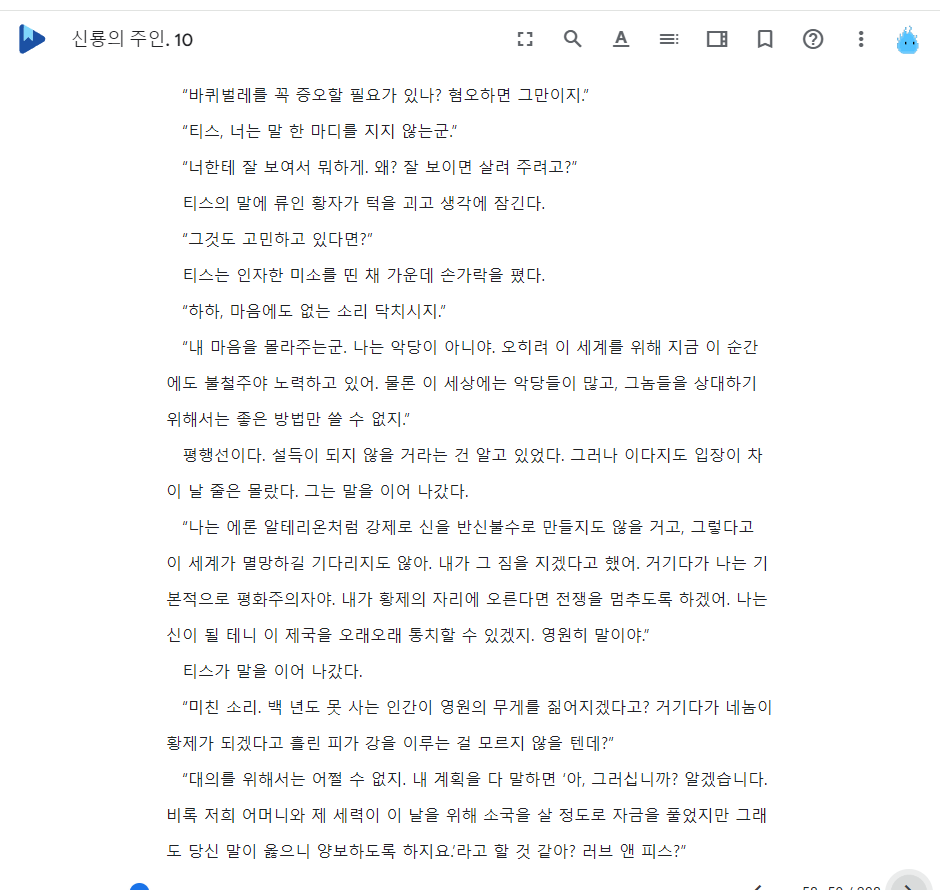 신룡의 주인. 10
“바퀴벌레를 꼭 증오할 필요가 있나? 혐오하면 그만이지.”
“티스, 너는 말 한 마디를 지지 않는군.”
“너한테 잘 보여서 뭐하게. 왜? 잘 보이면 살려 주려고?”
티스의 말에 류인 황자가 턱을 괴고 생각에 잠긴다.
“그것도 고민하고 있다면?”
티스는 인자한 미소를 띤 채 가운데 손가락을 폈다.
“하하, 마음에도 없는 소리 닥치시지.”
“내 마음을 몰라주는군. 나는 악당이 아니야. 오히려 이 세계를 위해 지금 이 순간
에도 불철주야 노력하고 있어. 물론 이 세상에는 악당들이 많고, 그놈들을 상대하기
위해서는 좋은 방법만 쓸 수 없지.”
평행선이다. 설득이 되지 않을 거라는 건 알고 있었다. 그러나 이다지도 입장이 차
이 날 줄은 몰랐다. 그는 말을 이어 나갔다.
“나는 에론 알테리온처럼 강제로 신을 반신불수로 만들지도 않을 거고, 그렇다고
이 세계가 멸망하길 기다리지도 않아. 내가 그 짐을 지겠다고 했어. 거기다가 나는 기
본적으로 평화주의자야. 내가 황제의 자리에 오른다면 전쟁을 멈추도록 하겠어. 나는
신이 될 테니 이 제국을 오래오래 통치할 수 있겠지. 영원히 말이야.”
티스가 말을 이어 나갔다.
“미친 소리. 백 년도 못 사는 인간이 영원의 무게를 짊어지겠다고? 거기다가 네놈이
황제가 되겠다고 흘린 피가 강을 이루는 걸 모르지 않을 텐데?”
“대의를 위해서는 어쩔 수 없지. 내 계획을 다 말하면 ‘아, 그러십니까? 알겠습니다.
비록 저희 어머니와 제 세력이 이 날을 위해 소국을 살 정도로 자금을 풀었지만 그래
도 당신 말이 옳으니 양보하도록 하지요.’라고 할 것 같아? 러브 앤 피스?”